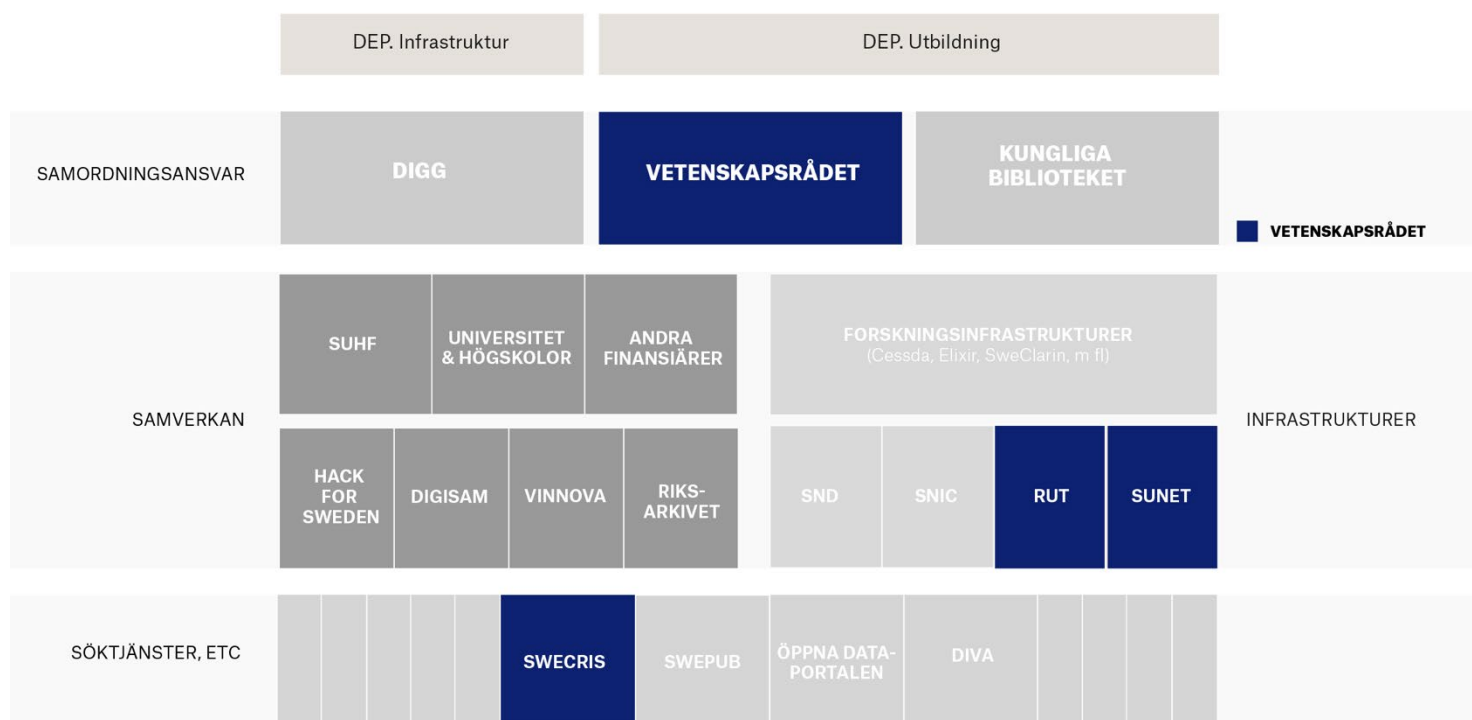 DEP. Infrastruktur
DEP. Utbildning
SAMORDNINGSANSVAR
DIGG
VETENSKAPSRÅDET
KUNGLIGA
BIBLIOTEKET
VETENSKAPSRÅDET
SAMVERKAN
SUHF
UNIVERSITET
& HÖGSKOLOR
ANDRA
FINANSIÄRER
FORSKNINGSINFRASTRUKTURER
(Cessda, Elixir, SweClarin, m fl)
INFRASTRUKTURER
HACK
FOR
SWEDEN
DIGISAM
VINNOVA
RIKS-
ARKIVET
SND
SNIC
RUT
SUNET
SÖKTJÄNSTER, ETC
SWECRIS
SWEPUB
ÖPPNA DATA-
PORTALEN
DIVA